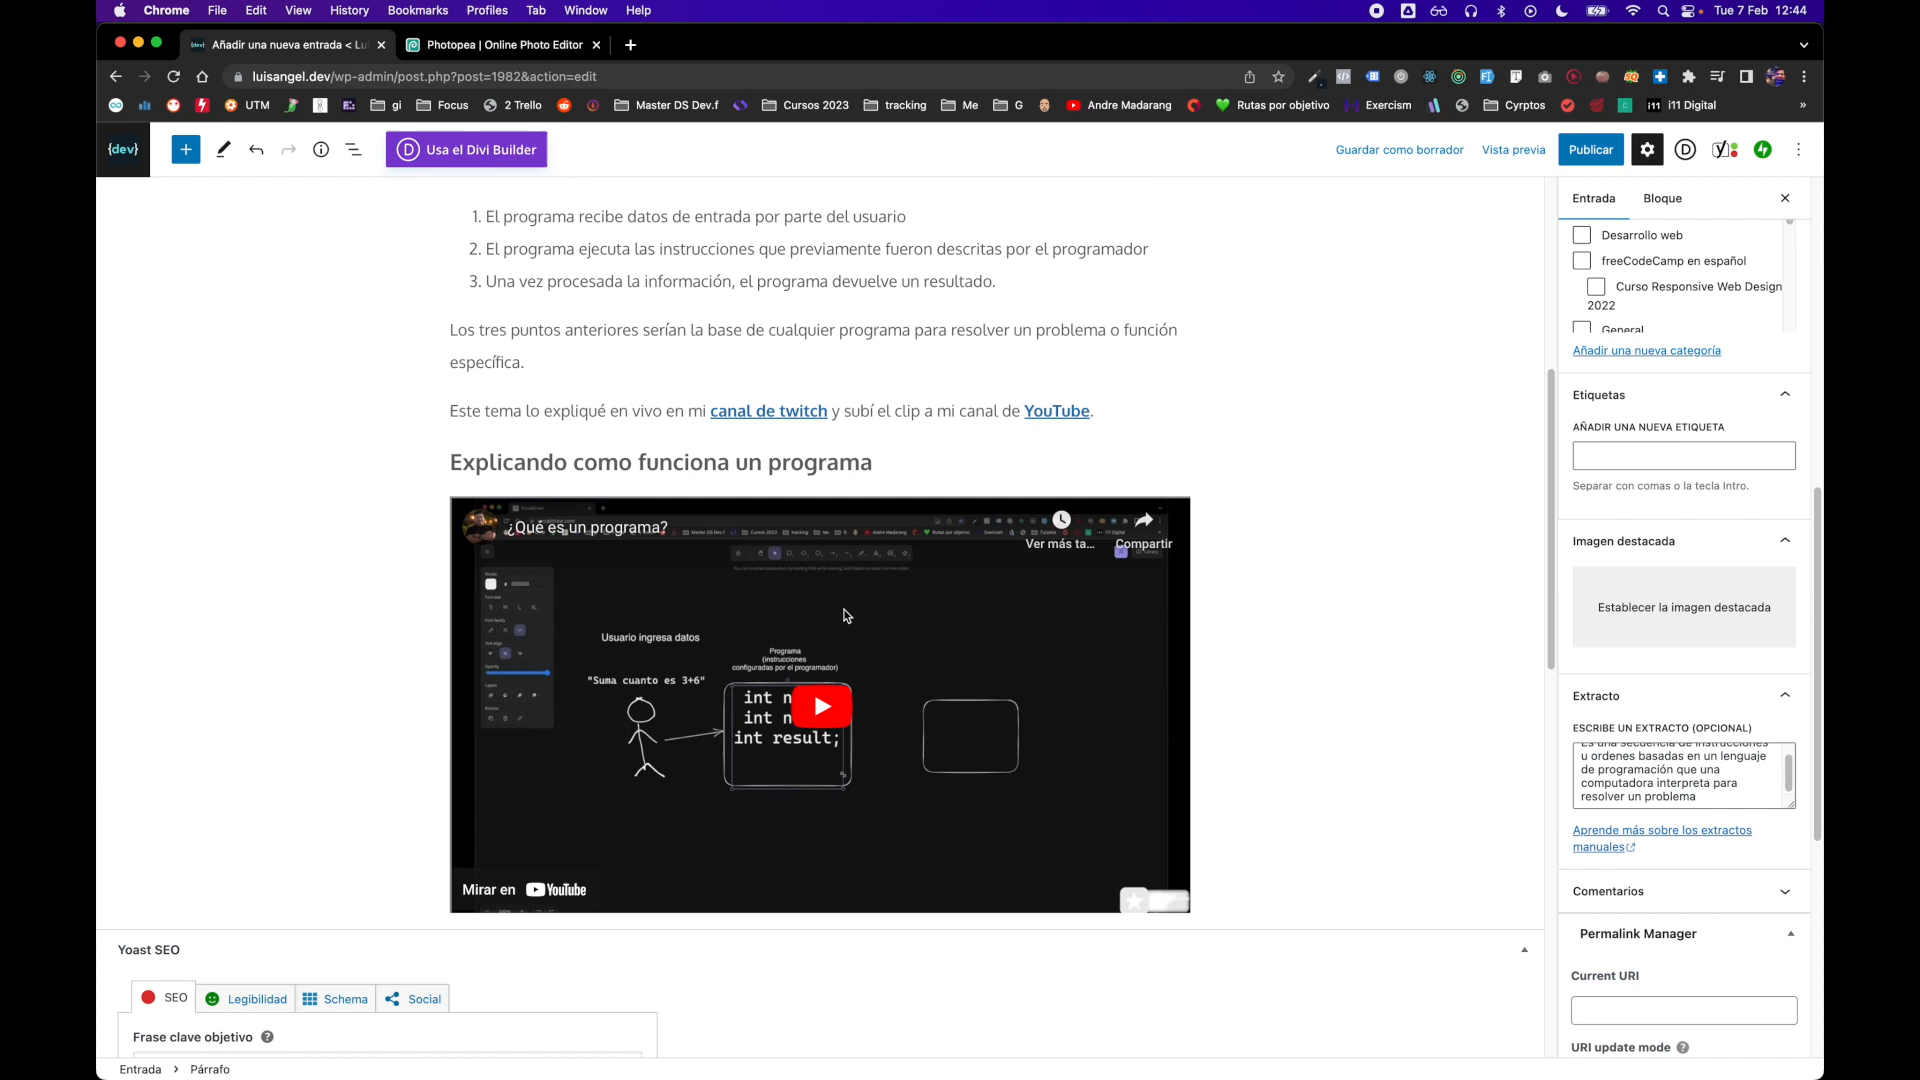 Chrome File Edit View History Bookmarks Profiles Tab Window Help
Tue 7 Feb 12:44
Añadir una nueva entrada < Lu
Photopea | Online Photo Editor
luisangel.dev/wp-admin/post.php?post=1982&action=edit
UTM gi Focus 2 Trello Master DS Dev.f Cursos 2023 tracking Me G Andre Madarang Rutas por objetivo Exercism Cyrptos i11 i11 Digital »
{dev}
Usa el Divi Builder
Guardar como borrador Vista previa Publicar
1. El programa recibe datos de entrada por parte del usuario
2. El programa ejecuta las instrucciones que previamente fueron descritas por el programador
3. Una vez procesada la información, el programa devuelve un resultado.
Los tres puntos anteriores serían la base de cualquier programa para resolver un problema o función
específica.
Este tema lo expliqué en vivo en mi canal de twitch y subí el clip a mi canal de YouTube.
Explicando como funciona un programa
¿Qué es un programa?
Ver más ta...
Compartir
Usuario ingresa datos
"Suma cuanto es 3+6"
Programa
(instrucciones
configuradas por el programador)
int n
int n
int result;
Mirar en YouTube
Yoast SEO
SEO Legibilidad Schema Social
Frase clave objetivo
Entrada > Párrafo
Entrada Bloque
Desarrollo web
freeCodeCamp en español
Curso Responsive Web Design
2022
General
Añadir una nueva categoría
Etiquetas
AÑADIR UNA NUEVA ETIQUETA
Separar con comas o la tecla Intro.
Imagen destacada
Establecer la imagen destacada
Extracto
ESCRIBE UN EXTRACTO (OPCIONAL)
Es una secuencia de instrucciones
u ordenes basadas en un lenguaje
de programación que una
computadora interpreta para
resolver un problema
Aprende más sobre los extractos
manuales
Comentarios
Permalink Manager
Current URI
URI update mode